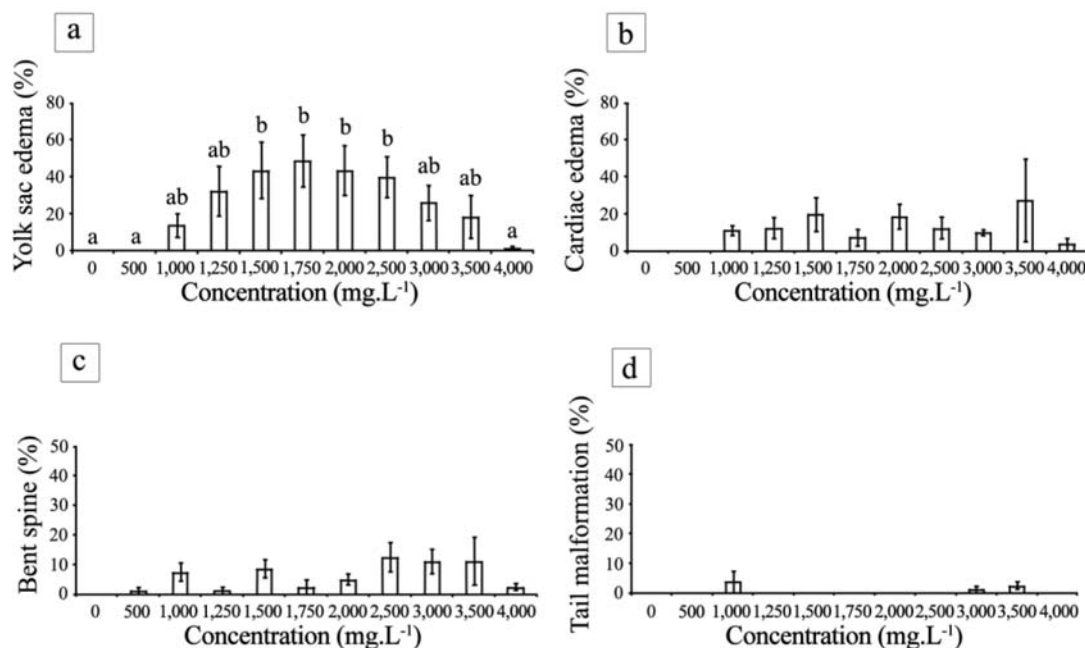 a
Yolk sac edema (%)
80
60
40
20
0
a a ab ab b b b b ab ab a
0 500 1,000 1,250 1,500 1,750 2,000 2,500 3,000 3,500 4,000
Concentration (mg.L⁻¹)
b
Cardiac edema (%)
80
60
40
20
0
0 500 1,000 1,250 1,500 1,750 2,000 2,500 3,000 3,500 4,000
Concentration (mg.L⁻¹)
c
Bent spine (%)
50
40
30
20
10
0
0 500 1,000 1,250 1,500 1,750 2,000 2,500 3,000 3,500 4,000
Concentration (mg.L⁻¹)
d
Tail malformation (%)
50
40
30
20
10
0
0 500 1,000 1,250 1,500 1,750 2,000 2,500 3,000 3,500 4,000
Concentration (mg.L⁻¹)